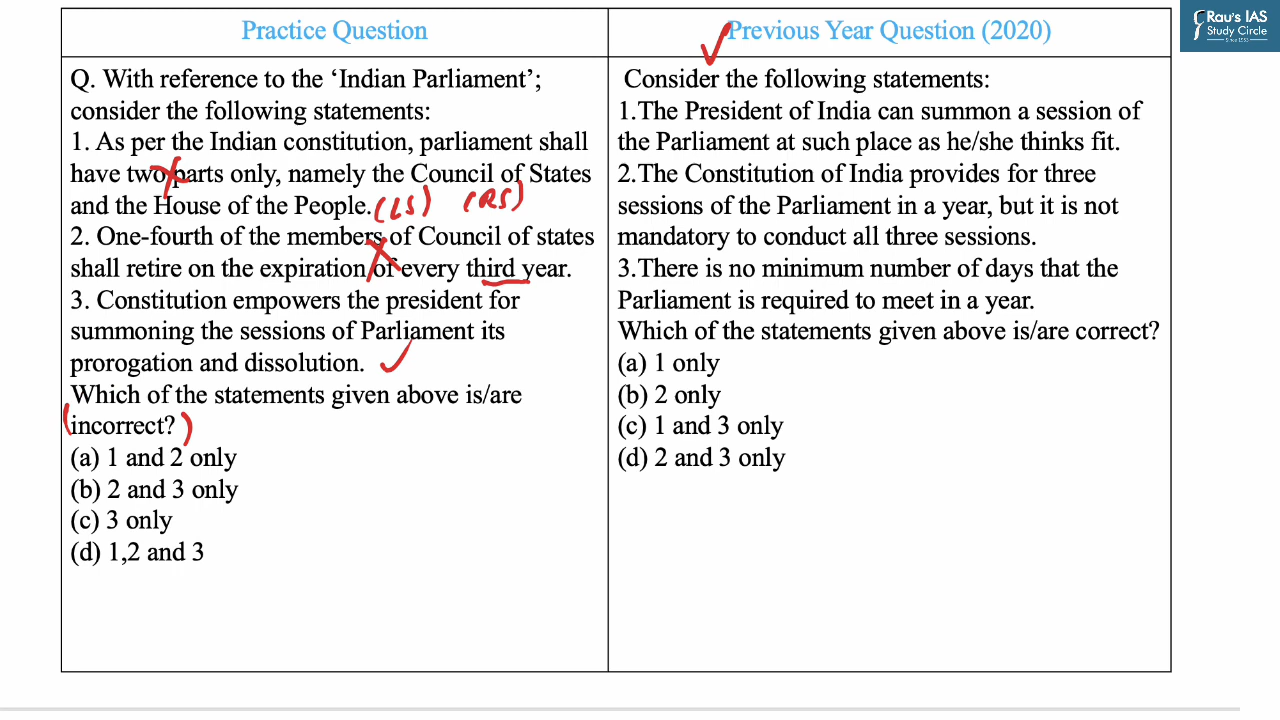 Practice Question
Q. With reference to the ‘Indian Parliament’;
consider the following statements:
1. As per the Indian constitution, parliament shall
have two parts only, namely the Council of States
and the House of the People. (LS) (RS)
2. One-fourth of the members of Council of states
shall retire on the expiration of every third year.
3. Constitution empowers the president for
summoning the sessions of Parliament its
prorogation and dissolution.
Which of the statements given above is/are
(incorrect?)
(a) 1 and 2 only
(b) 2 and 3 only
(c) 3 only
(d) 1,2 and 3
Previous Year Question (2020)
Consider the following statements:
1.The President of India can summon a session of
the Parliament at such place as he/she thinks fit.
2.The Constitution of India provides for three
sessions of the Parliament in a year, but it is not
mandatory to conduct all three sessions.
3.There is no minimum number of days that the
Parliament is required to meet in a year.
Which of the statements given above is/are correct?
(a) 1 only
(b) 2 only
(c) 1 and 3 only
(d) 2 and 3 only
Rau's IAS
Study Circle
Since 1953